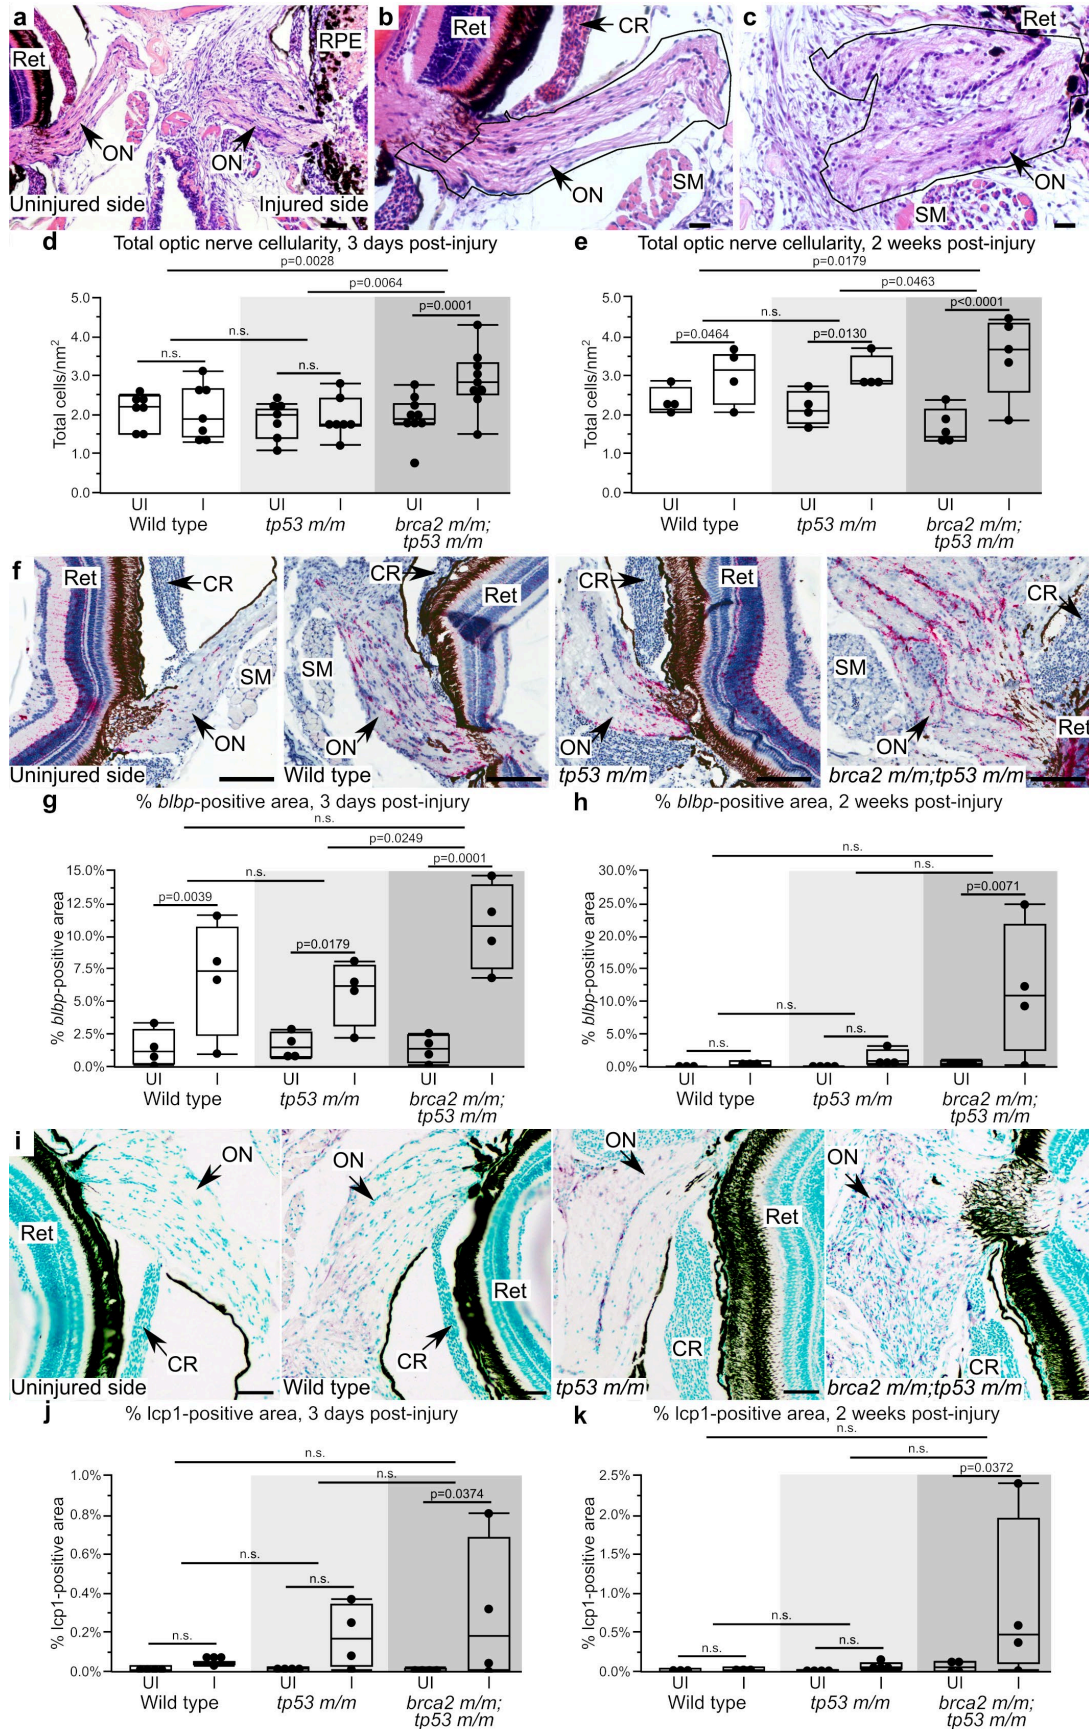 a
Ret
RPE
ON
ON
Uninjured side
Injured side
b
Ret
CR
ON
SM
c
Ret
ON
SM
d
Total optic nerve cellularity, 3 days post-injury
p=0.0028
p=0.0064
p=0.0001
n.s.
n.s.
n.s.
Total cells/nm2
5.0
4.0
3.0
2.0
1.0
0.0
UI I UI I UI I
Wild type tp53 m/m brca2 m/m;
tp53 m/m
e
Total optic nerve cellularity, 2 weeks post-injury
p=0.0179
p=0.0463
p<0.0001
n.s.
p=0.0464
p=0.0130
Total cells/nm2
5.0
4.0
3.0
2.0
1.0
0.0
UI I UI I UI I
Wild type tp53 m/m brca2 m/m;
tp53 m/m
f
Ret
CR
SM
ON
Uninjured side
CR
Ret
SM
ON
Wild type
CR
Ret
ON
tp53 m/m
CR
SM
ON
Ret
brca2 m/m;tp53 m/m
g
% blbp-positive area, 3 days post-injury
n.s.
p=0.0249
p=0.0001
n.s.
p=0.0039
p=0.0179
% blbp-positive area
15.0%
12.5%
10.0%
7.5%
5.0%
2.5%
0.0%
UI I UI I UI I
Wild type tp53 m/m brca2 m/m;
tp53 m/m
h
% blbp-positive area, 2 weeks post-injury
n.s.
n.s.
p=0.0071
n.s.
n.s.
n.s.
% blbp-positive area
30.0%
25.0%
20.0%
15.0%
10.0%
5.0%
0.0%
UI I UI I UI I
Wild type tp53 m/m brca2 m/m;
tp53 m/m
i
ON
Ret
CR
Uninjured side
ON
Ret
CR
Wild type
ON
Ret
CR
tp53 m/m
ON
CR
brca2 m/m;tp53 m/m
j
% lcp1-positive area, 3 days post-injury
n.s.
n.s.
p=0.0374
n.s.
n.s.
n.s.
% lcp1-positive area
1.0%
0.8%
0.6%
0.4%
0.2%
0.0%
UI I UI I UI I
Wild type tp53 m/m brca2 m/m;
tp53 m/m
k
% lcp1-positive area, 2 weeks post-injury
n.s.
n.s.
p=0.0372
n.s.
n.s.
n.s.
% lcp1-positive area
2.5%
2.0%
1.5%
1.0%
0.5%
0.0%
UI I UI I UI I
Wild type tp53 m/m brca2 m/m;
tp53 m/m